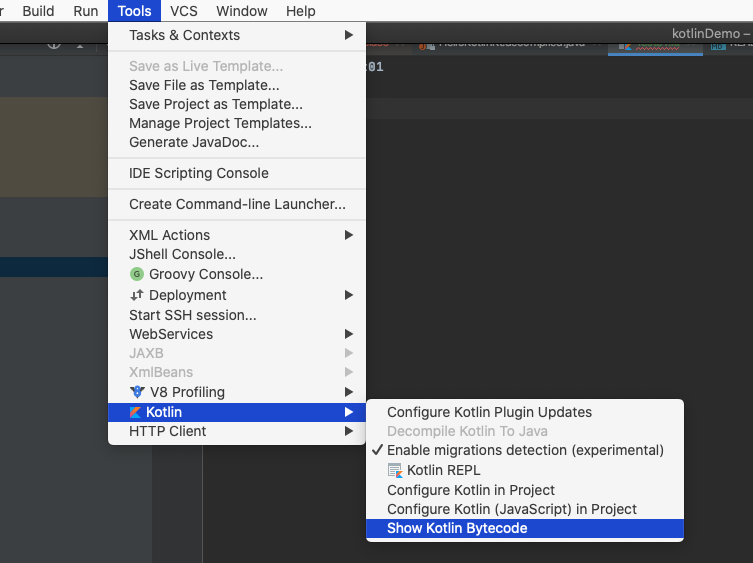 Build Run Tools VCS Window Help
kotlinDemo –
Tasks & Contexts
Save as Live Template...
01
Save File as Template...
Save Project as Template...
Manage Project Templates...
Generate JavaDoc...
IDE Scripting Console
Create Command-line Launcher...
XML Actions
JShell Console...
G Groovy Console...
Deployment
Start SSH session...
WebServices
JAXB
XmlBeans
V8 Profiling
Kotlin
HTTP Client
Configure Kotlin Plugin Updates
Decompile Kotlin To Java
Enable migrations detection (experimental)
Kotlin REPL
Configure Kotlin in Project
Configure Kotlin (JavaScript) in Project
Show Kotlin Bytecode